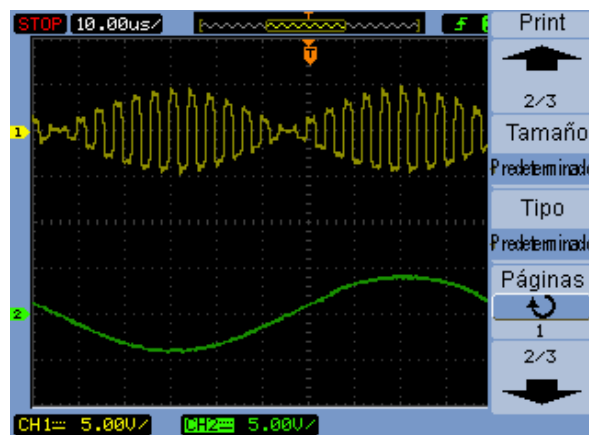 STOP 10.00us/ T
Print
2/3
Tamaño
Predeterminado
Tipo
Predeterminado
Páginas
1
2/3
T
1
2
CH1 5.00V/ CH2 5.00V/